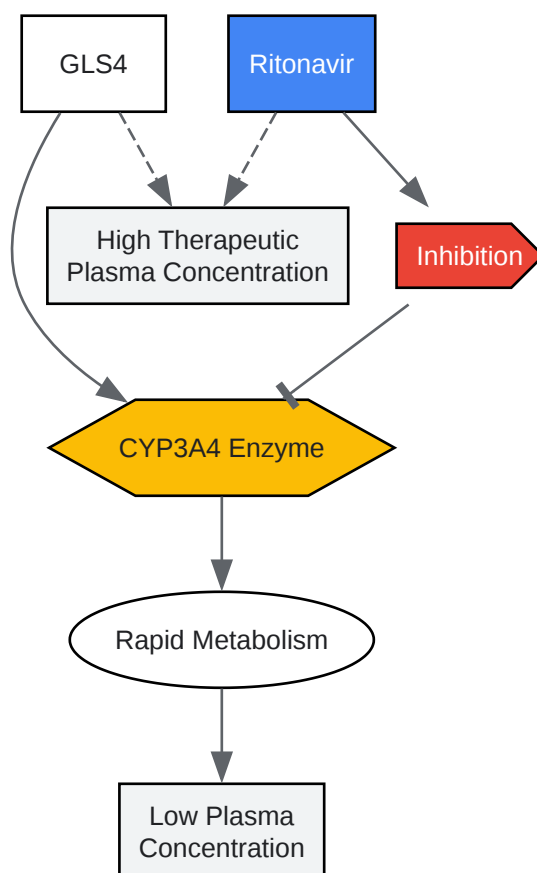 GLS4
Ritonavir
High Therapeutic
Plasma Concentration
Inhibition
CYP3A4 Enzyme
Rapid Metabolism
Low Plasma
Concentration